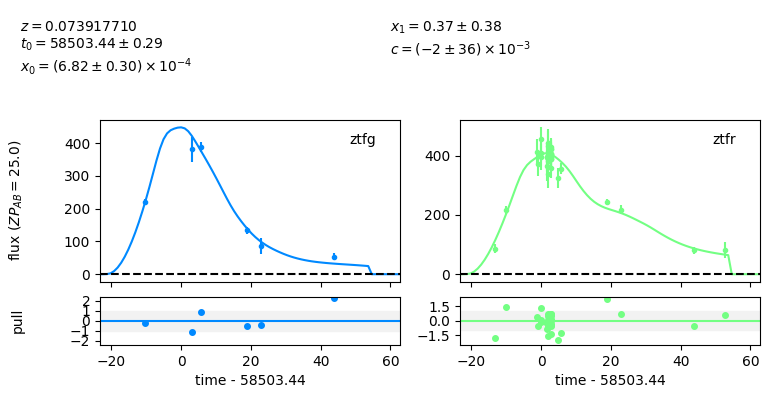 z = 0.073917710
t₀ = 58503.44 ± 0.29
x₀ = (6.82 ± 0.30) × 10⁻⁴
x₁ = 0.37 ± 0.38
c = (−2 ± 36) × 10⁻³
flux (ZP_AB = 25.0)
400
300
200
100
0
ztfg
400
200
0
ztfr
pull
2
1
0
−1
−2
−20
0
20
40
60
time - 58503.44
1.5
0.0
−1.5
−20
0
20
40
60
time - 58503.44